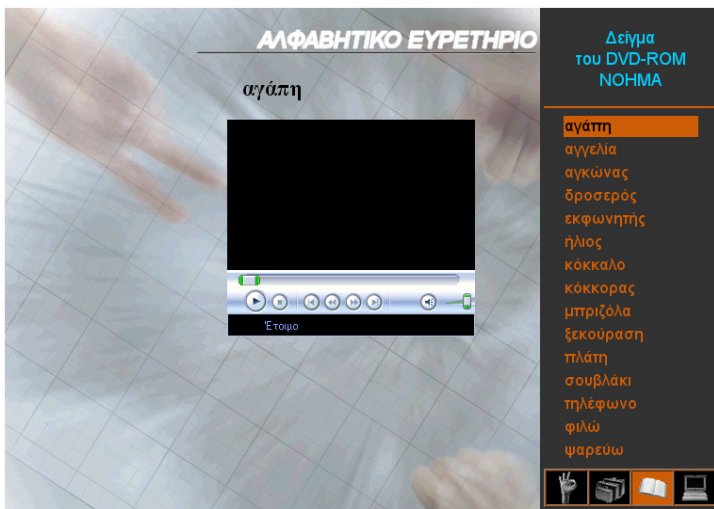 ΑΛΦΑΒΗΤΙΚΟ ΕΥΡΕΤΗΡΙΟ
αγάπη
Έτοιμο
Δείγμα
του DVD-ROM
ΝΟΗΜΑ
αγάπη
αγγελία
αγκώνας
δροσερός
εκφωνητής
ήλιος
κόκκαλο
κόκκορας
μπριζόλα
ξεκούραση
πλάτη
σουβλάκι
τηλέφωνο
φιλώ
ψαρεύω